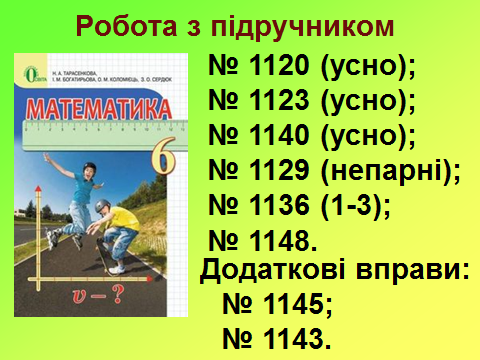 Робота з підручником
№ 1120 (усно);
№ 1123 (усно);
№ 1140 (усно);
№ 1129 (непарні);
№ 1136 (1-3);
№ 1148.
Додаткові вправи:
№ 1145;
№ 1143.
ОСВІТА
Н. А. ТАРАСЕНКОВА,
І. М. БОГАТИРЬОВА, О. М. КОЛОМІЄЦЬ, З. О. СЕРДЮК
МАТЕМАТИКА
6
v – ?